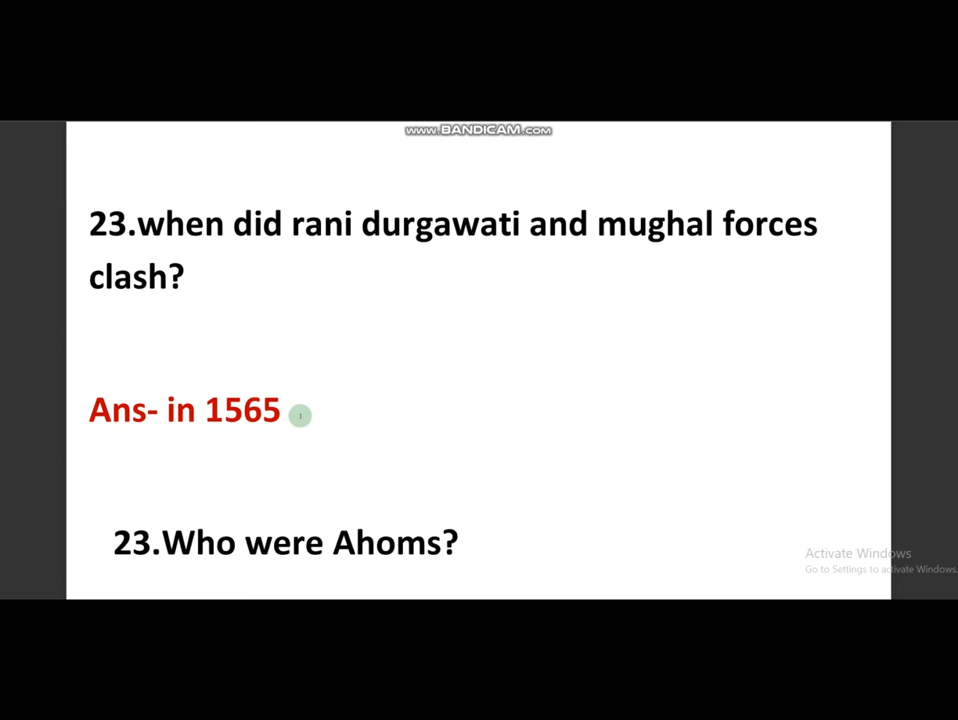 www.BANDICAM.com
23.when did rani durgawati and mughal forces
clash?
Ans- in 1565
23.Who were Ahoms?
Activate Windows
Go to Settings to activate Windows.